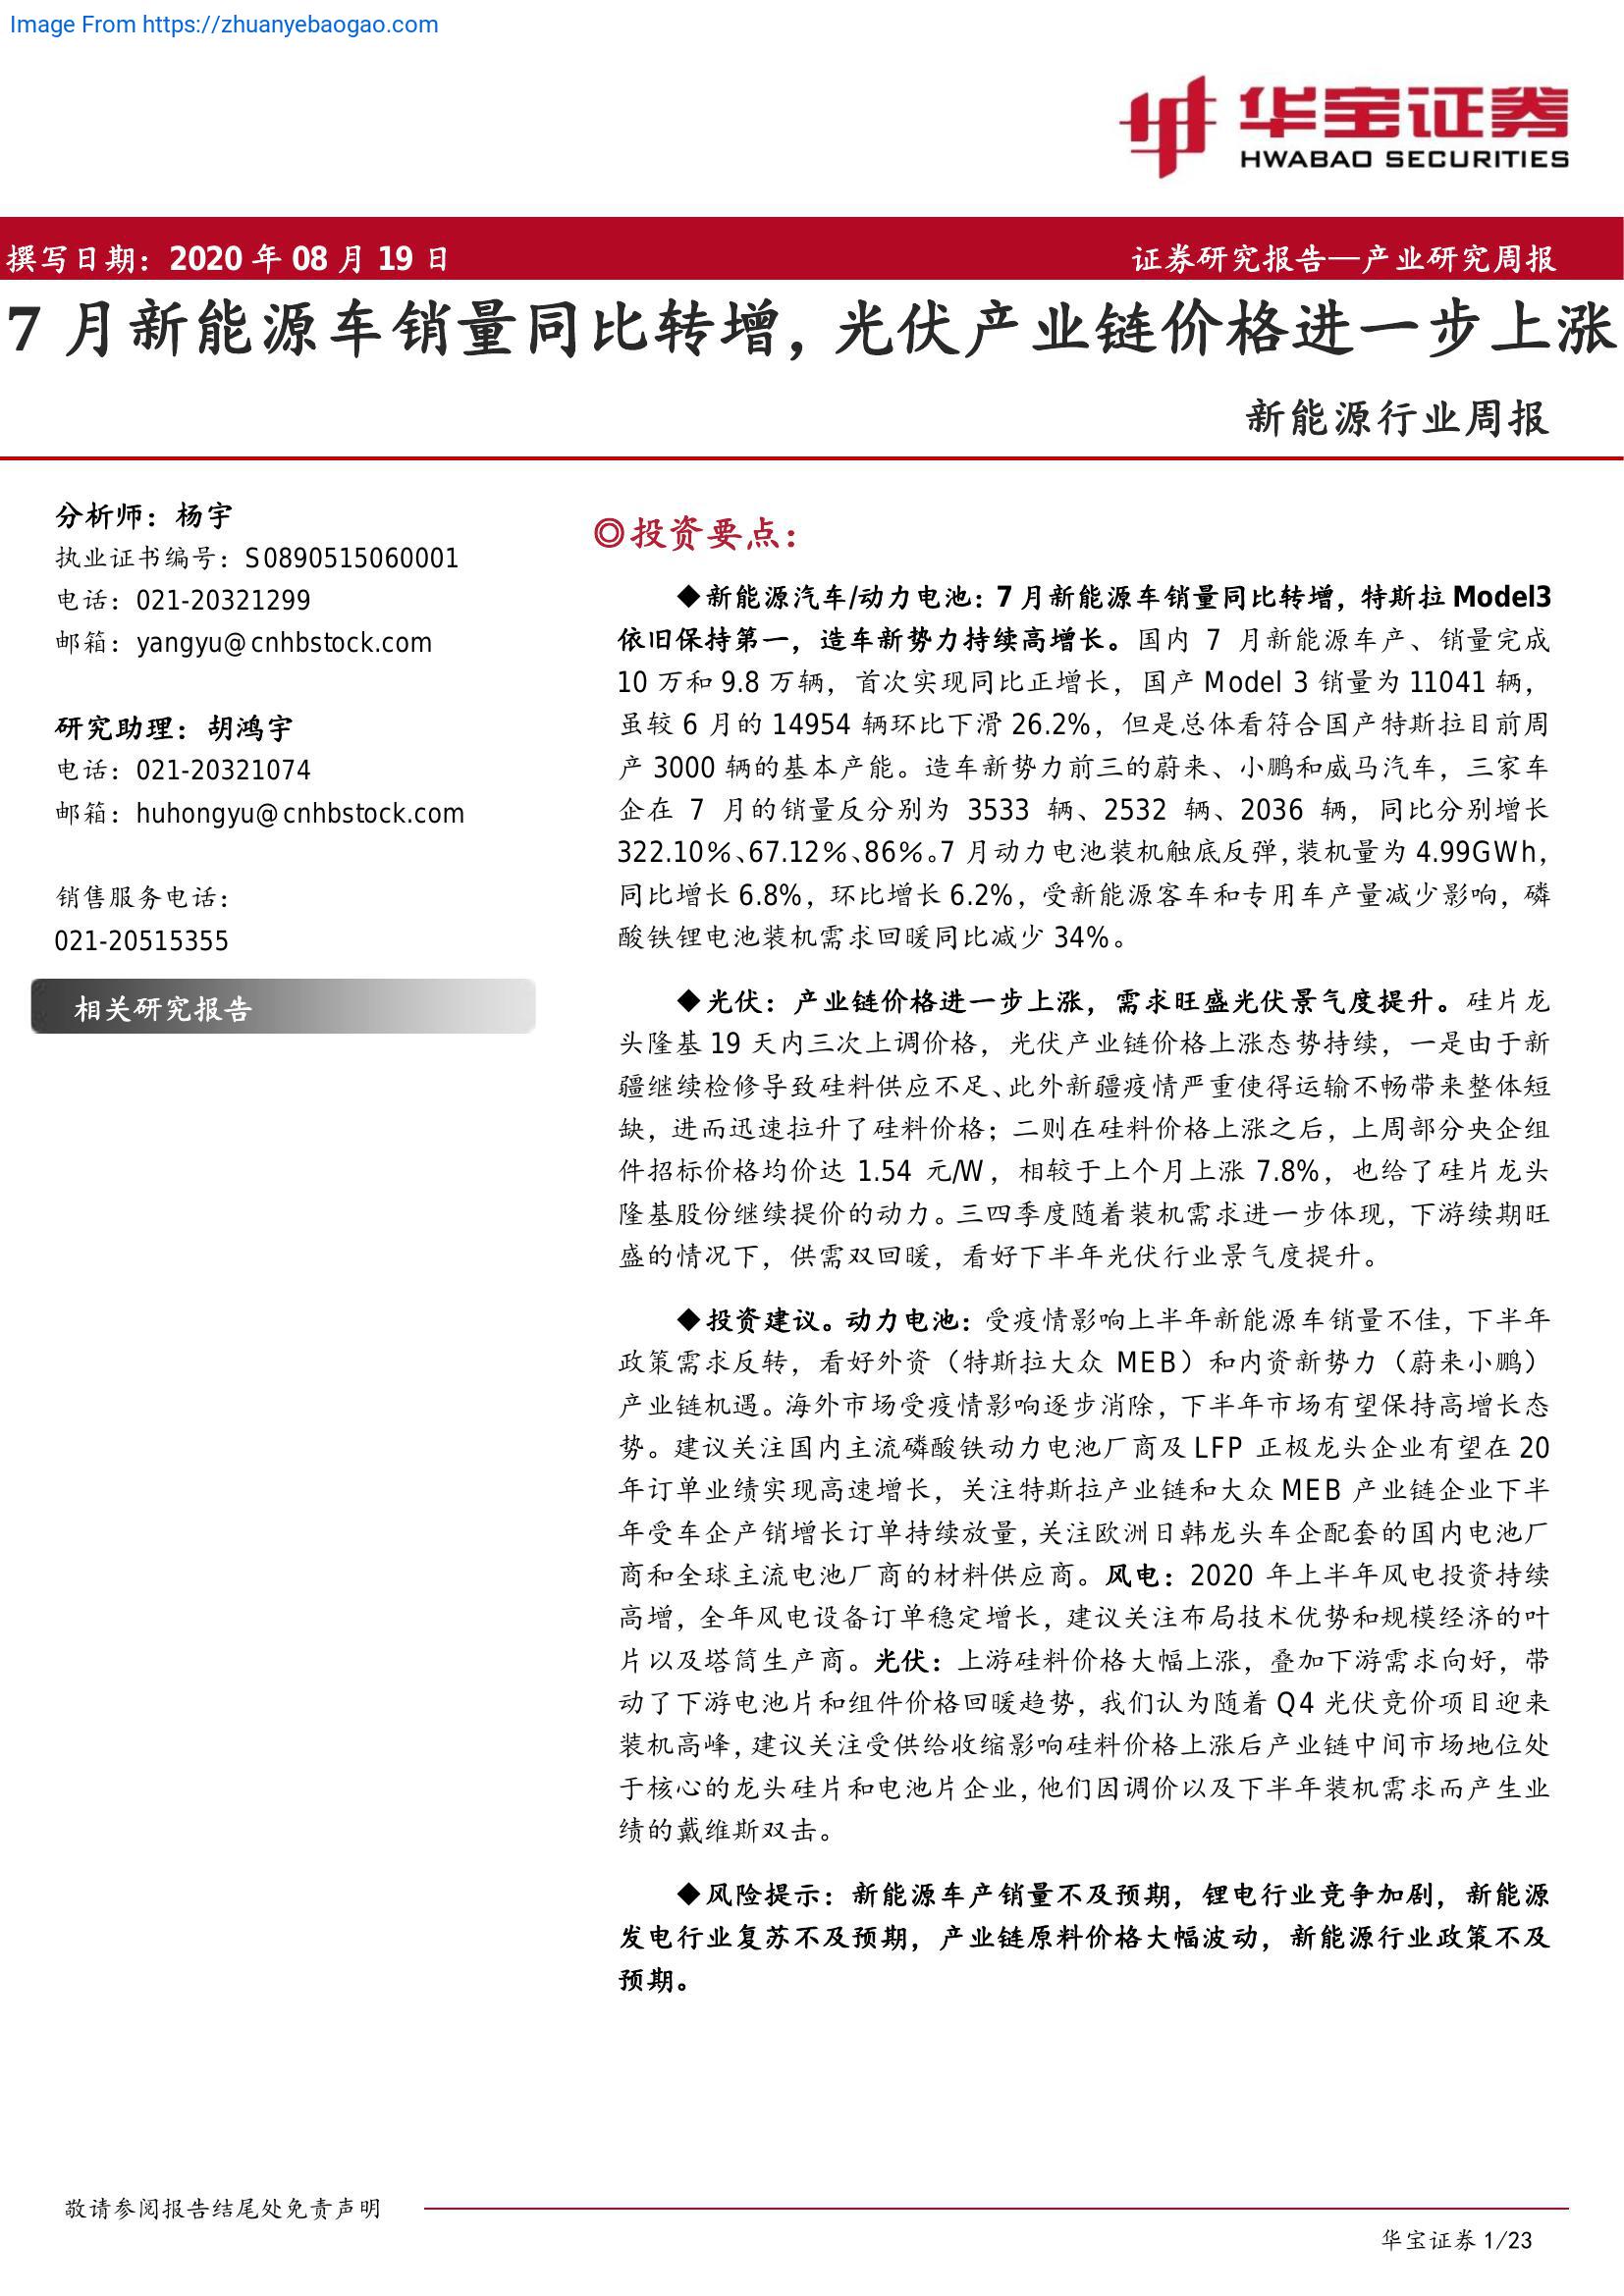 Image From https://zhuanyebaogao.com
华宝证券
HWABAO SECURITIES
撰写日期：2020 年 08 月 19 日
证券研究报告—产业研究周报
7 月新能源车销量同比转增，光伏产业链价格进一步上涨
新能源行业周报
分析师：杨宇
执业证书编号：S0890515060001
电话：021-20321299
邮箱：yangyu@cnhbstock.com
研究助理：胡鸿宇
电话：021-20321074
邮箱：huhongyu@cnhbstock.com
销售服务电话：
021-20515355
相关研究报告
◎投资要点：
◆新能源汽车/动力电池：7 月新能源车销量同比转增，特斯拉 Model3
依旧保持第一，造车新势力持续高增长。国内 7 月新能源车产、销量完成
10 万和 9.8 万辆，首次实现同比正增长，国产 Model 3 销量为 11041 辆，
虽较 6 月的 14954 辆环比下滑 26.2%，但是总体看符合国产特斯拉目前周
产 3000 辆的基本产能。造车新势力前三的蔚来、小鹏和威马汽车，三家车
企在 7 月的销量反分别为 3533 辆、2532 辆、2036 辆，同比分别增长
322.10%、67.12%、86%。7 月动力电池装机触底反弹，装机量为 4.99GWh，
同比增长 6.8%，环比增长 6.2%，受新能源客车和专用车产量减少影响，磷
酸铁锂电池装机需求回暖同比减少 34%。
◆光伏：产业链价格进一步上涨，需求旺盛光伏景气度提升。硅片龙
头隆基 19 天内三次上调价格，光伏产业链价格上涨态势持续，一是由于新
疆继续检修导致硅料供应不足、此外新疆疫情严重使得运输不畅带来整体短
缺，进而迅速拉升了硅料价格；二则在硅料价格上涨之后，上周部分央企组
件招标价格均价达 1.54 元/W，相较于上个月上涨 7.8%，也给了硅片龙头
隆基股份继续提价的动力。三四季度随着装机需求进一步体现，下游续期旺
盛的情况下，供需双回暖，看好下半年光伏行业景气度提升。
◆投资建议。动力电池：受疫情影响上半年新能源车销量不佳，下半年
政策需求反转，看好外资（特斯拉大众 MEB）和内资新势力（蔚来小鹏）
产业链机遇。海外市场受疫情影响逐步消除，下半年市场有望保持高增长态
势。建议关注国内主流磷酸铁动力电池厂商及 LFP 正极龙头企业有望在 20
年订单业绩实现高速增长，关注特斯拉产业链和大众 MEB 产业链企业下半
年受车企产销增长订单持续放量，关注欧洲日韩龙头车企配套的国内电池厂
商和全球主流电池厂商的材料供应商。风电：2020 年上半年风电投资持续
高增，全年风电设备订单稳定增长，建议关注布局技术优势和规模经济的叶
片以及塔筒生产商。光伏：上游硅料价格大幅上涨，叠加下游需求向好，带
动了下游电池片和组件价格回暖趋势，我们认为随着 Q4 光伏竞价项目迎来
装机高峰，建议关注受供给收缩影响硅料价格上涨后产业链中间市场地位处
于核心的龙头硅片和电池片企业，他们因调价以及下半年装机需求而产生业
绩的戴维斯双击。
◆风险提示：新能源车产销量不及预期，锂电行业竞争加剧，新能源
发电行业复苏不及预期，产业链原料价格大幅波动，新能源行业政策不及
预期。
敬请参阅报告结尾处免责声明
华宝证券 1/23